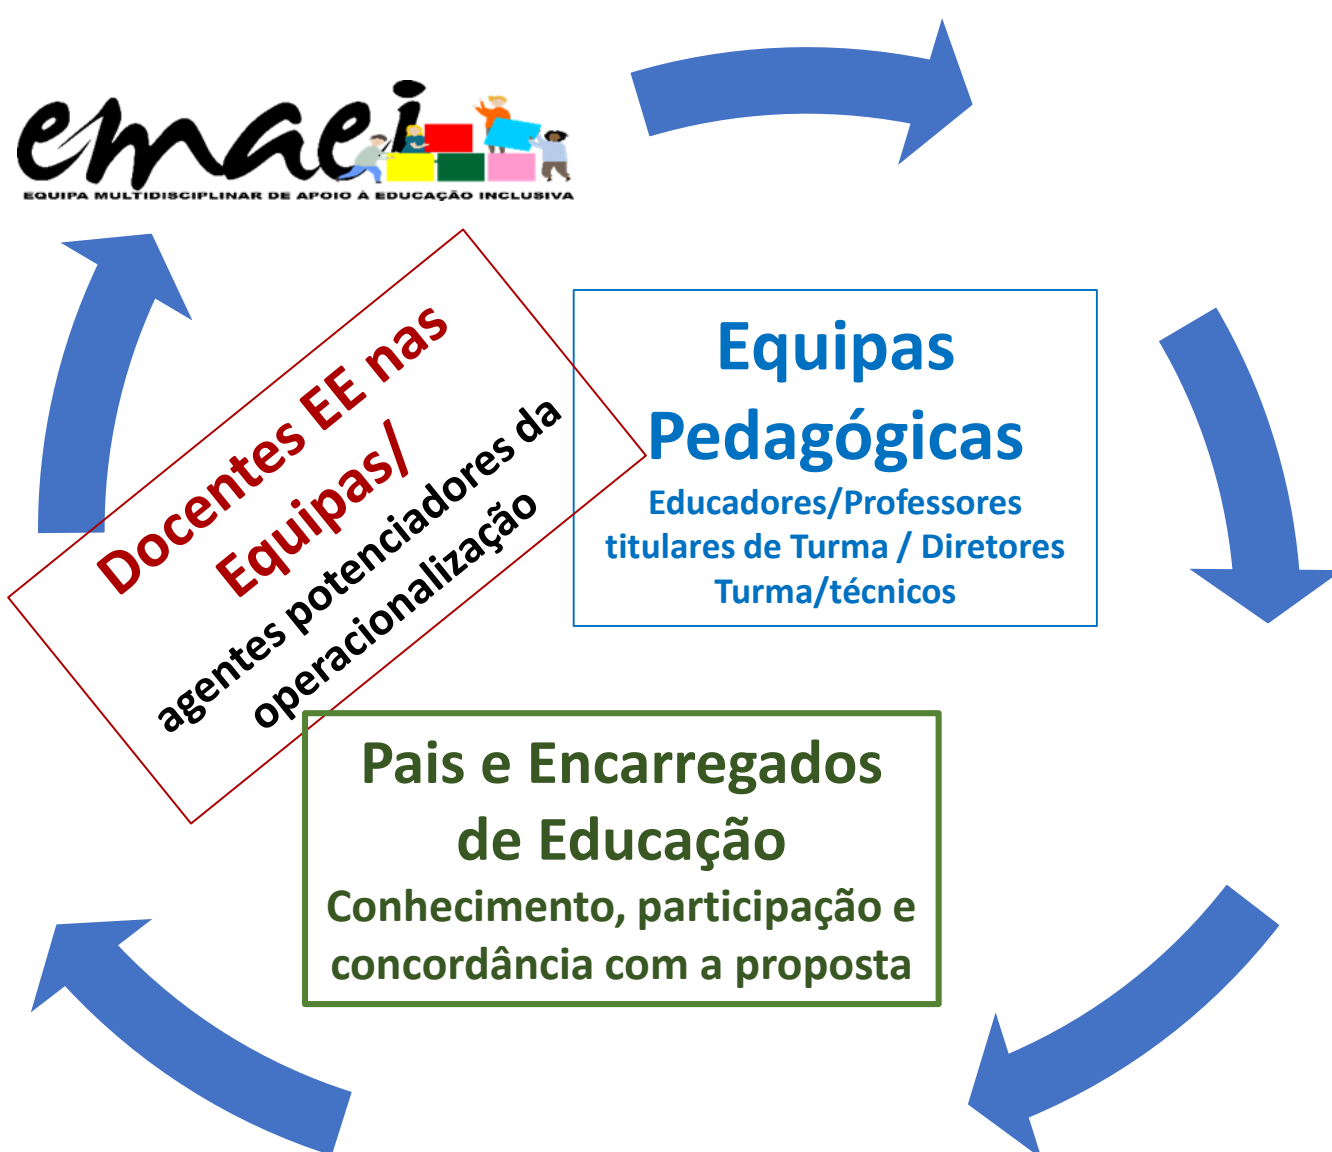 emaei
EQUIPA MULTIDISCIPLINAR DE APOIO À EDUCAÇÃO INCLUSIVA
Docentes EE nas
Equipas/
agentes potenciadores da
operacionalização
Equipas
Pedagógicas
Educadores/Professores
titulares de Turma / Diretores
Turma/técnicos
Pais e Encarregados
de Educação
Conhecimento, participação e
concordância com a proposta